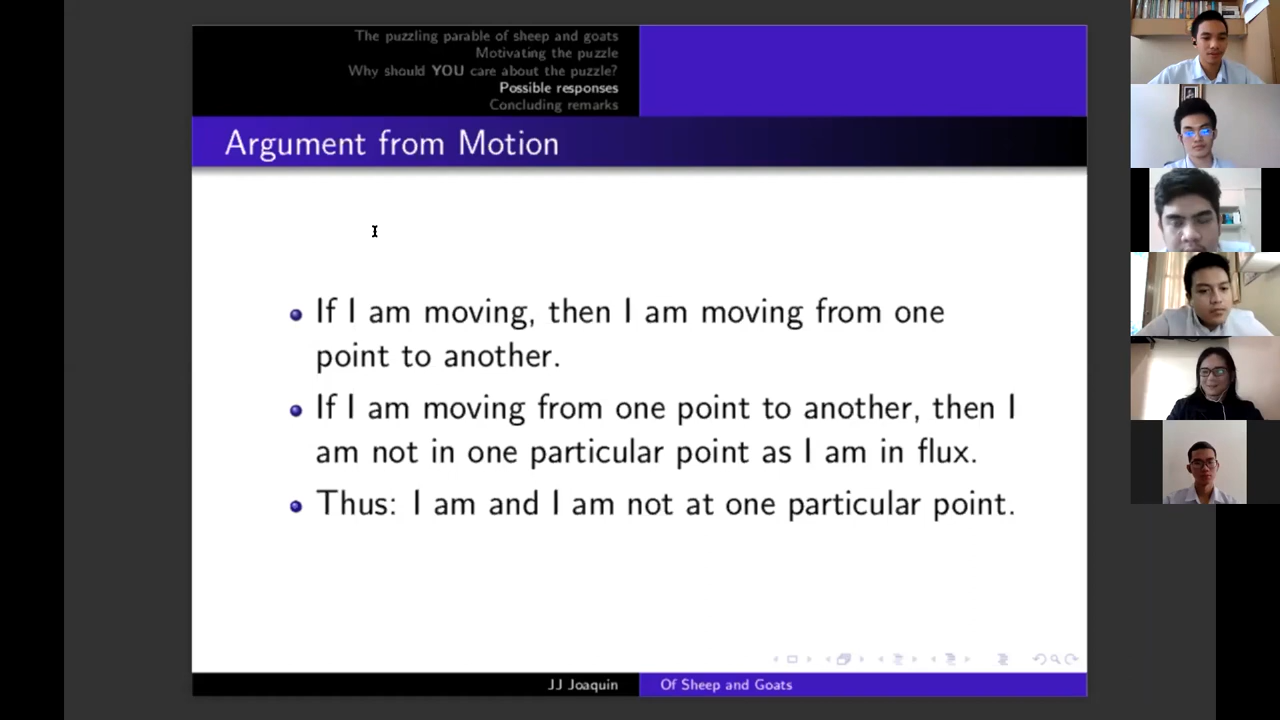 The puzzling parable of sheep and goats
Motivating the puzzle
Why should YOU care about the puzzle?
Possible responses
Concluding remarks
Argument from Motion
If I am moving, then I am moving from one
point to another.
If I am moving from one point to another, then I
am not in one particular point as I am in flux.
Thus: I am and I am not at one particular point.
JJ Joaquin
Of Sheep and Goats